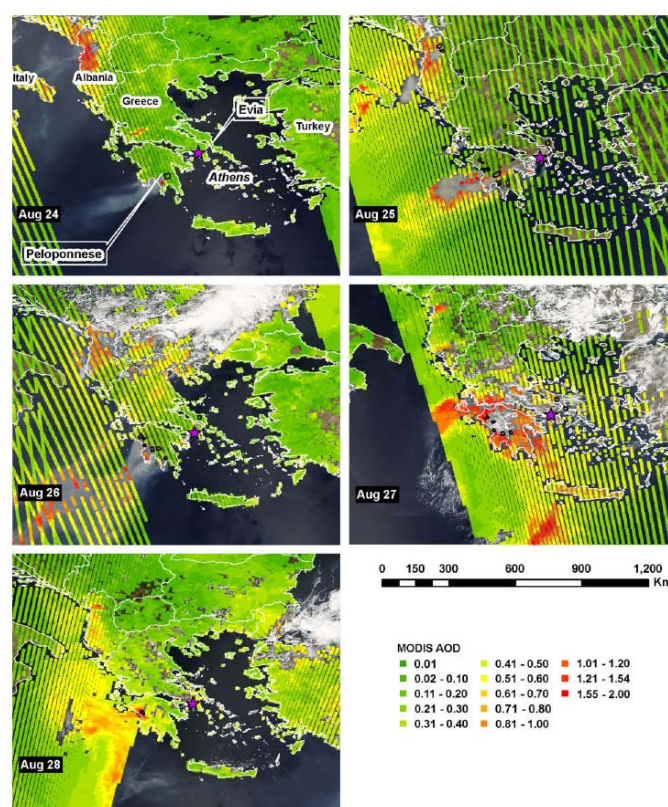 Italy
Albania
Greece
Evia
Turkey
Athens
Aug 24
Peloponnese
Aug 25
Aug 26
Aug 27
Aug 28
0 150 300 600 900 1,200
Km
MODIS AOD
0.01
0.02 - 0.10
0.11 - 0.20
0.21 - 0.30
0.31 - 0.40
0.41 - 0.50
0.51 - 0.60
0.61 - 0.70
0.71 - 0.80
0.81 - 1.00
1.01 - 1.20
1.21 - 1.54
1.55 - 2.00